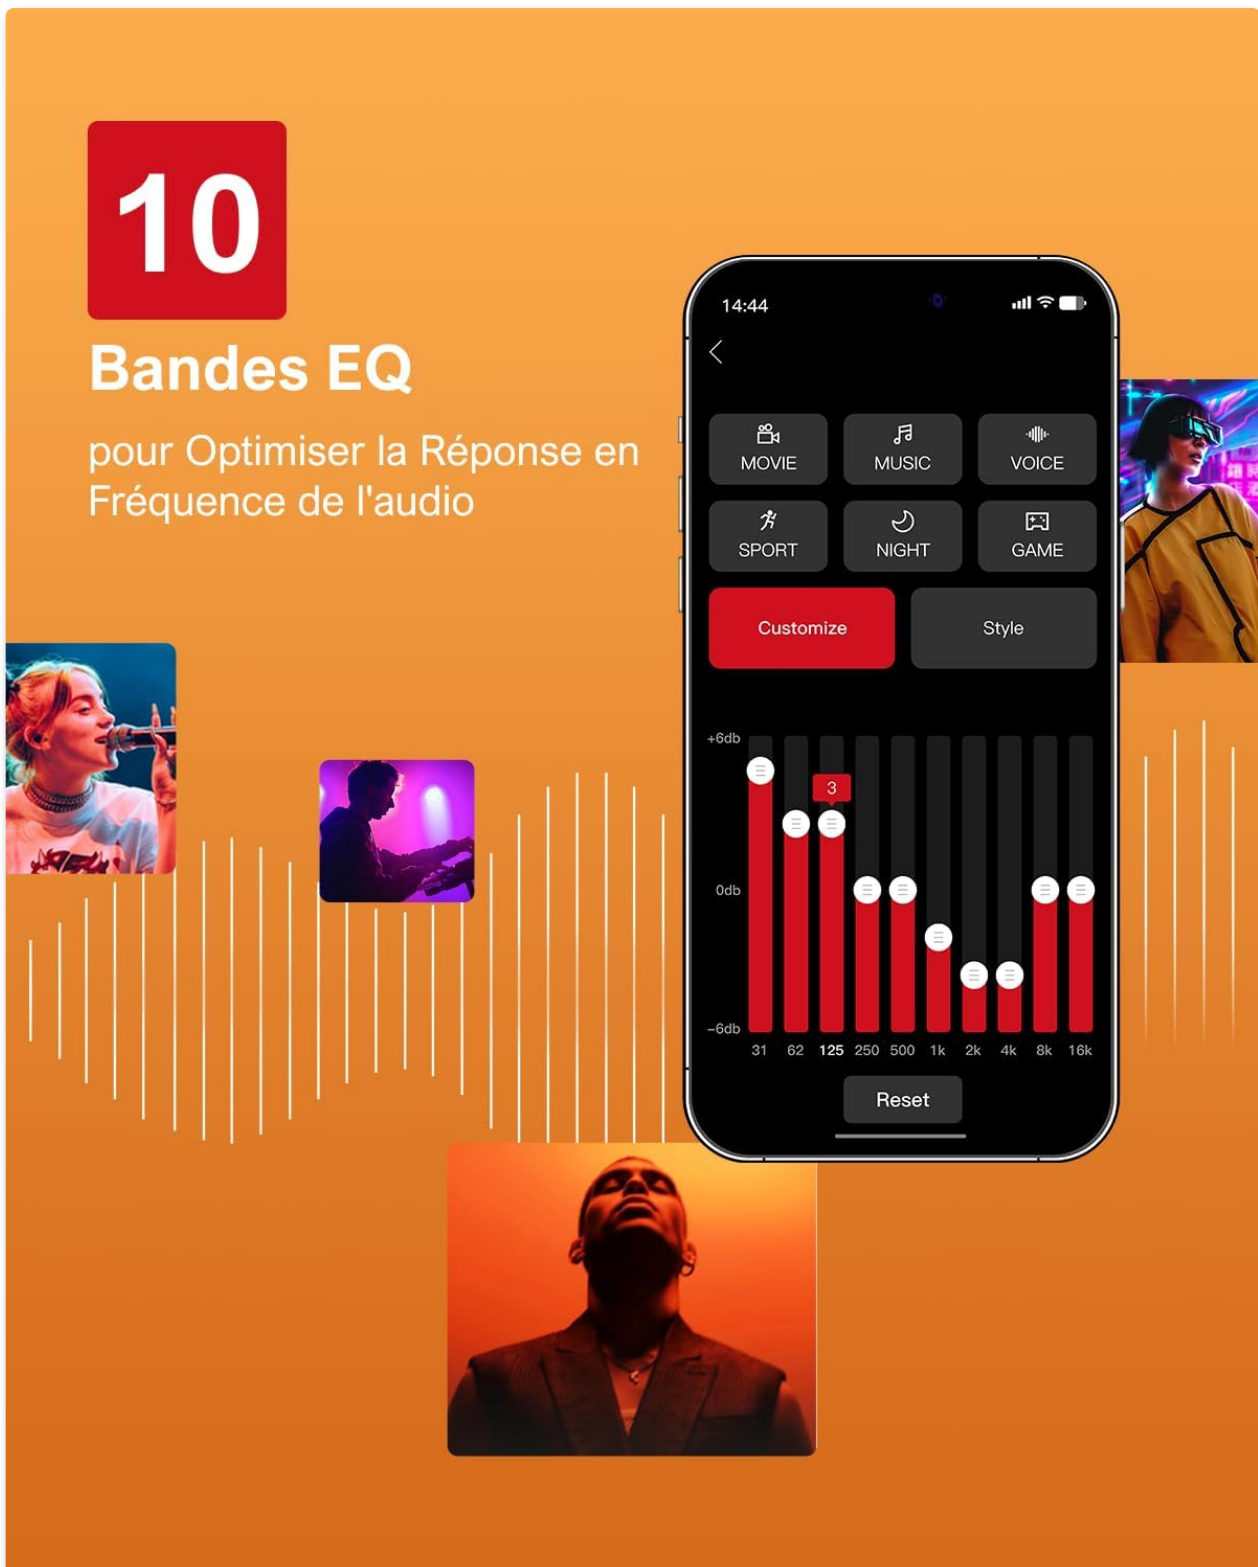 10
Bandes EQ
pour Optimiser la Réponse en
Fréquence de l'audio
14:44
MOVIE MUSIC VOICE
SPORT NIGHT GAME
Customize Style
+6db
3
0db
-6db
31 62 125 250 500 1k 2k 4k 8k 16k
Reset